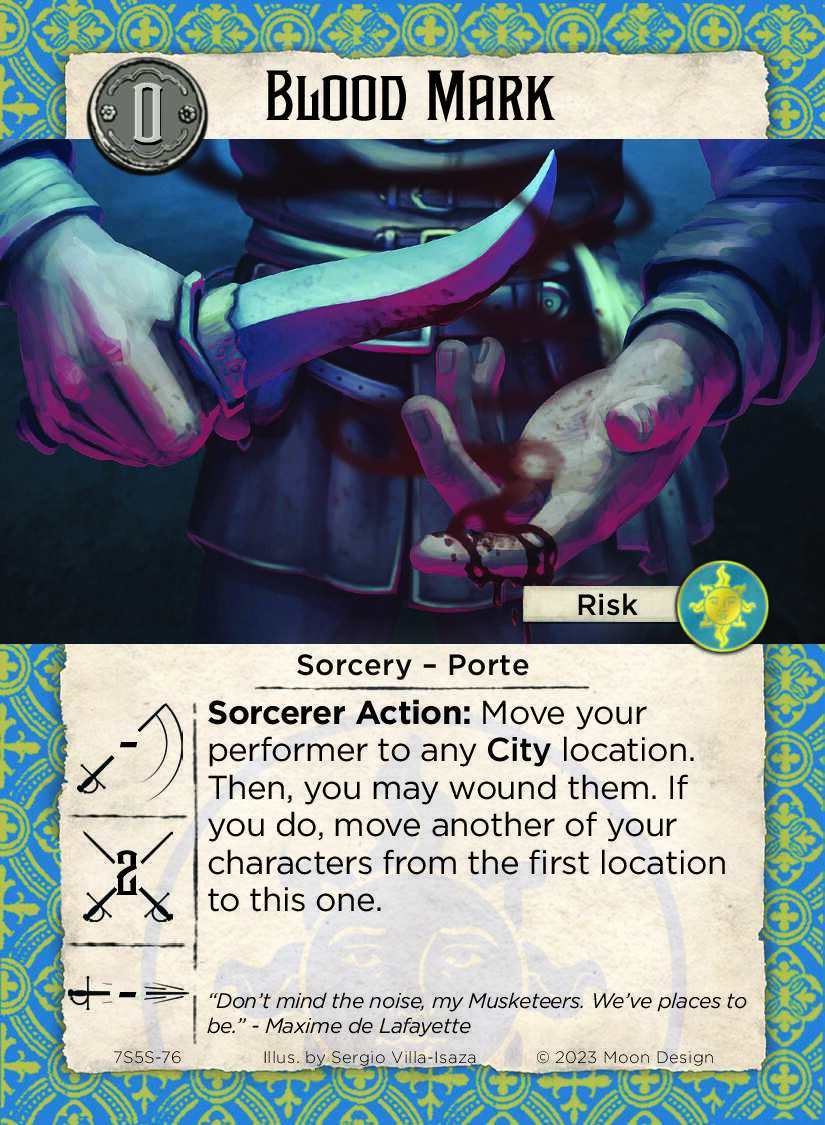 0
BLOOD MARK
Risk
Sorcery – Porte
Sorcerer Action: Move your
performer to any City location.
Then, you may wound them. If
you do, move another of your
characters from the first location
to this one.
-
2
-
“Don’t mind the noise, my Musketeers. We’ve places to
be.” - Maxime de Lafayette
7S5S-76 Illus. by Sergio Villa-Isaza © 2023 Moon Design